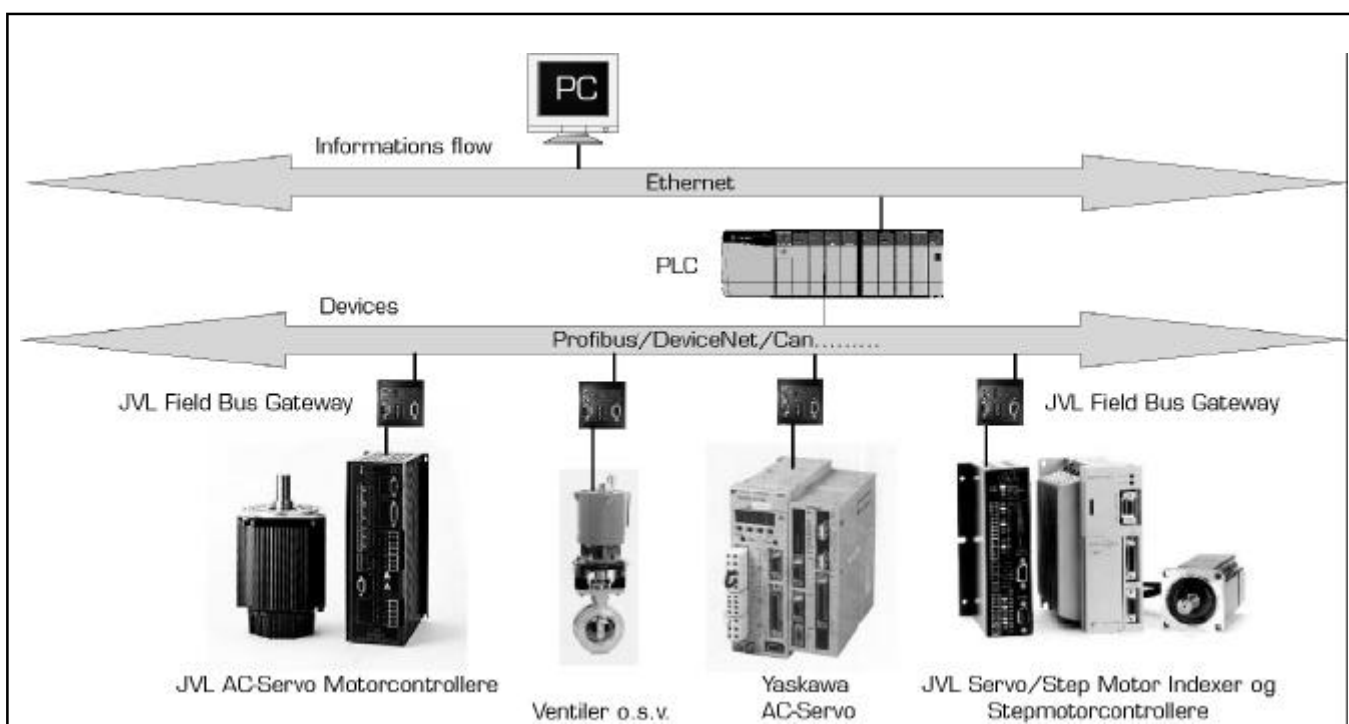 PC
Informations flow
Ethernet
PLC
Devices
Profibus/DeviceNet/Can.........
JVL Field Bus Gateway
JVL Field Bus Gateway
JVL AC-Servo Motorcontrollere
Ventiler o.s.v.
Yaskawa
AC-Servo
JVL Servo/Step Motor Indexer og
Stepmotorcontrollere